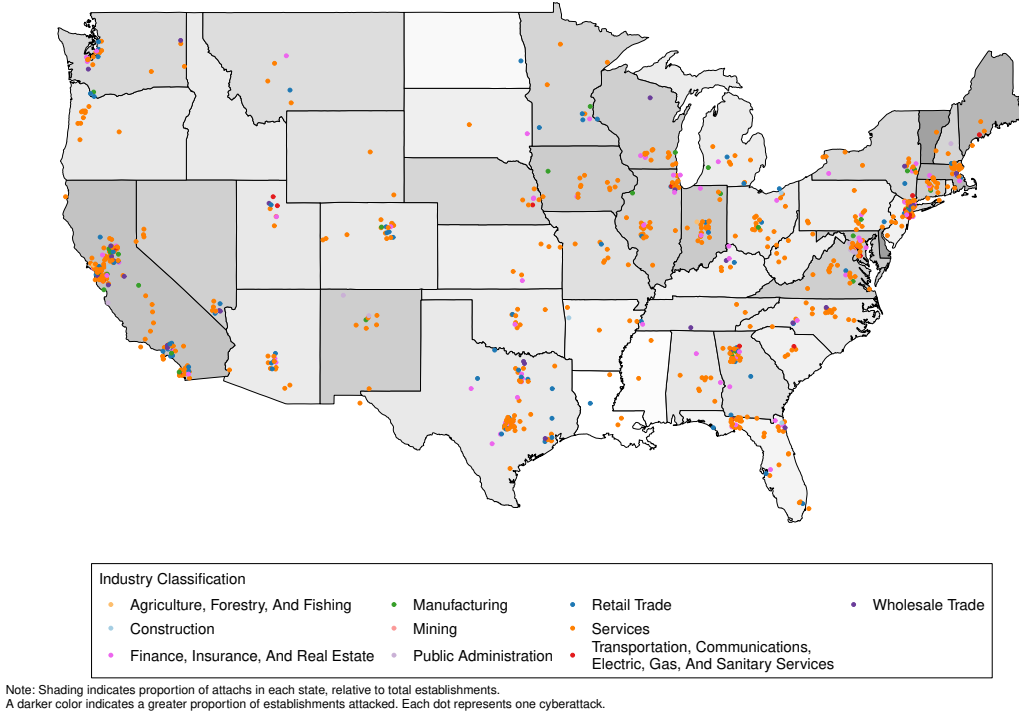 Industry Classification
Agriculture, Forestry, And Fishing
Manufacturing
Retail Trade
Wholesale Trade
Construction
Mining
Services
Finance, Insurance, And Real Estate
Public Administration
Transportation, Communications,
Electric, Gas, And Sanitary Services
Note: Shading indicates proportion of attachs in each state, relative to total establishments.
A darker color indicates a greater proportion of establishments attacked. Each dot represents one cyberattack.